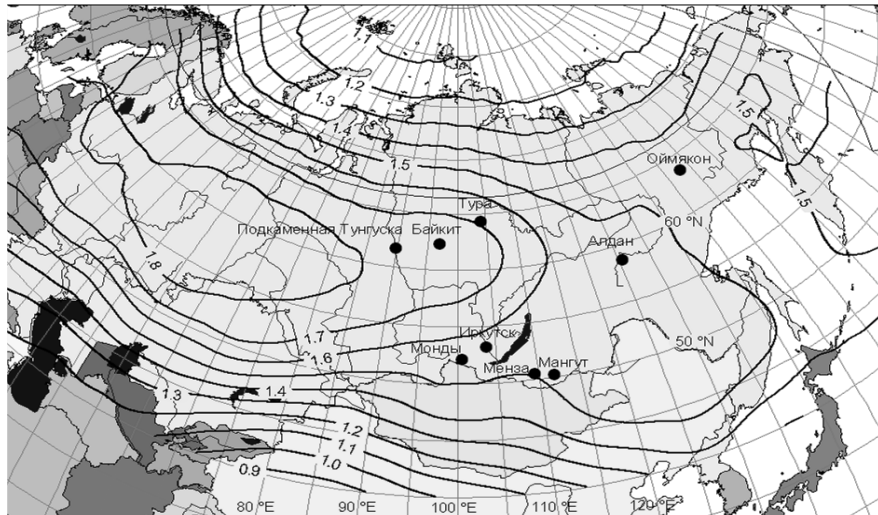 1.1
1.2
1.3
1.4
1.5
1.5
1.5
Оймякон
Тура
60 °N
Подкаменная Тунгуска
Байкит
Алдан
1.8
1.7
1.6
Иркутск
50 °N
Монды
Менза
Мангут
1.3
1.4
1.2
1.1
1.0
0.9
80 °E
90 °E
100 °E
110 °E
120 °E